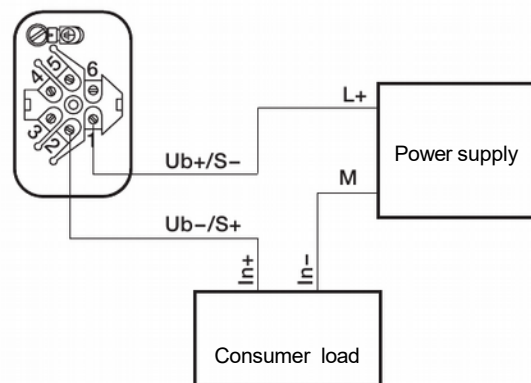 5 6
4
3
2 1
L+
Power supply
Ub+/S−
M
Ub−/S+
In+
In−
Consumer load